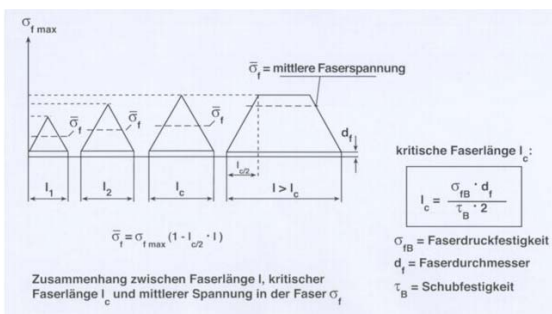 σf max
σ̄f = mittlere Faserspannung
σ̄f
σ̄f
σ̄f
df
lc/2
l1
l2
lc
l > lc
σ̄f = σf max (1 - lc/2 · l)
Zusammenhang zwischen Faserlänge l, kritischer
Faserlänge lc und mittlerer Spannung in der Faser σf
kritische Faserlänge lc:
lc = σfB · df
τB · 2
σfB = Faserdruckfestigkeit
df = Faserdurchmesser
τB = Schubfestigkeit